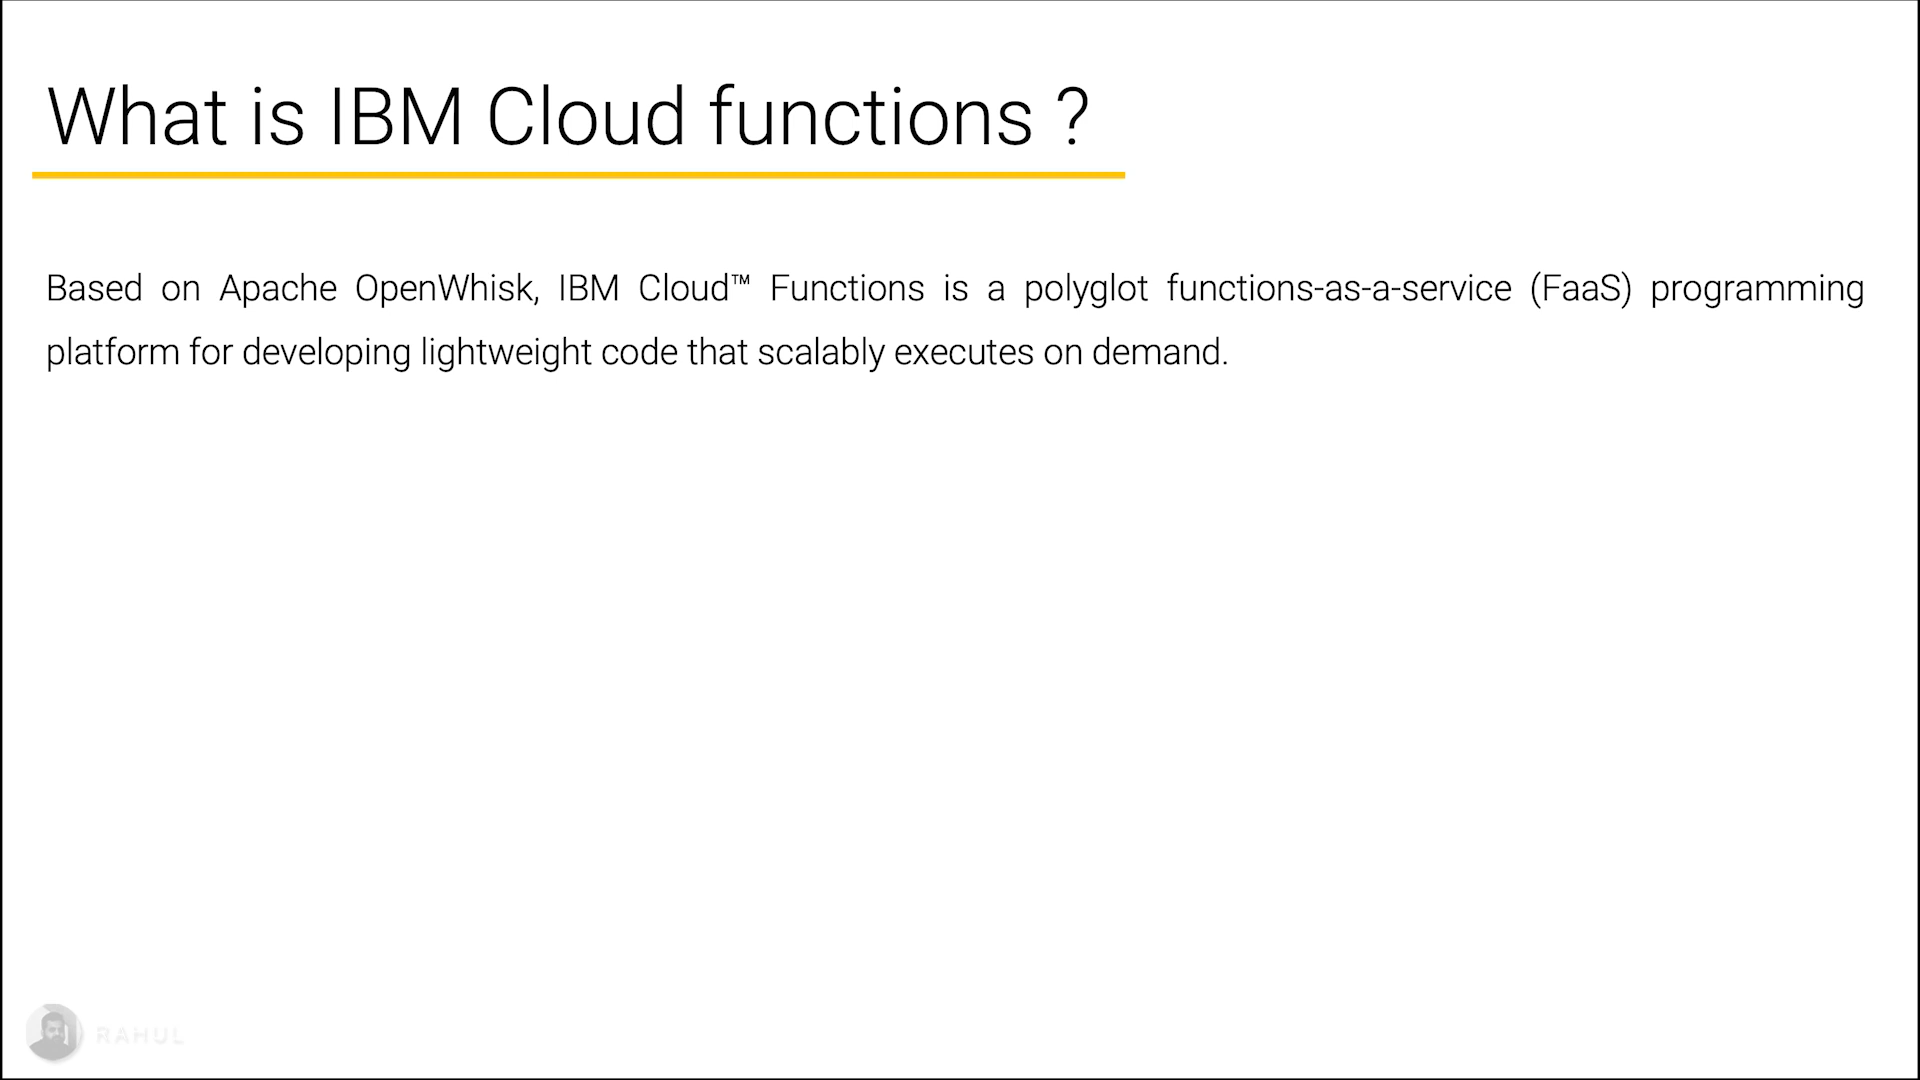 What is IBM Cloud functions ?
Based on Apache OpenWhisk, IBM Cloud™ Functions is a polyglot functions-as-a-service (FaaS) programming
platform for developing lightweight code that scalably executes on demand.
RAHUL